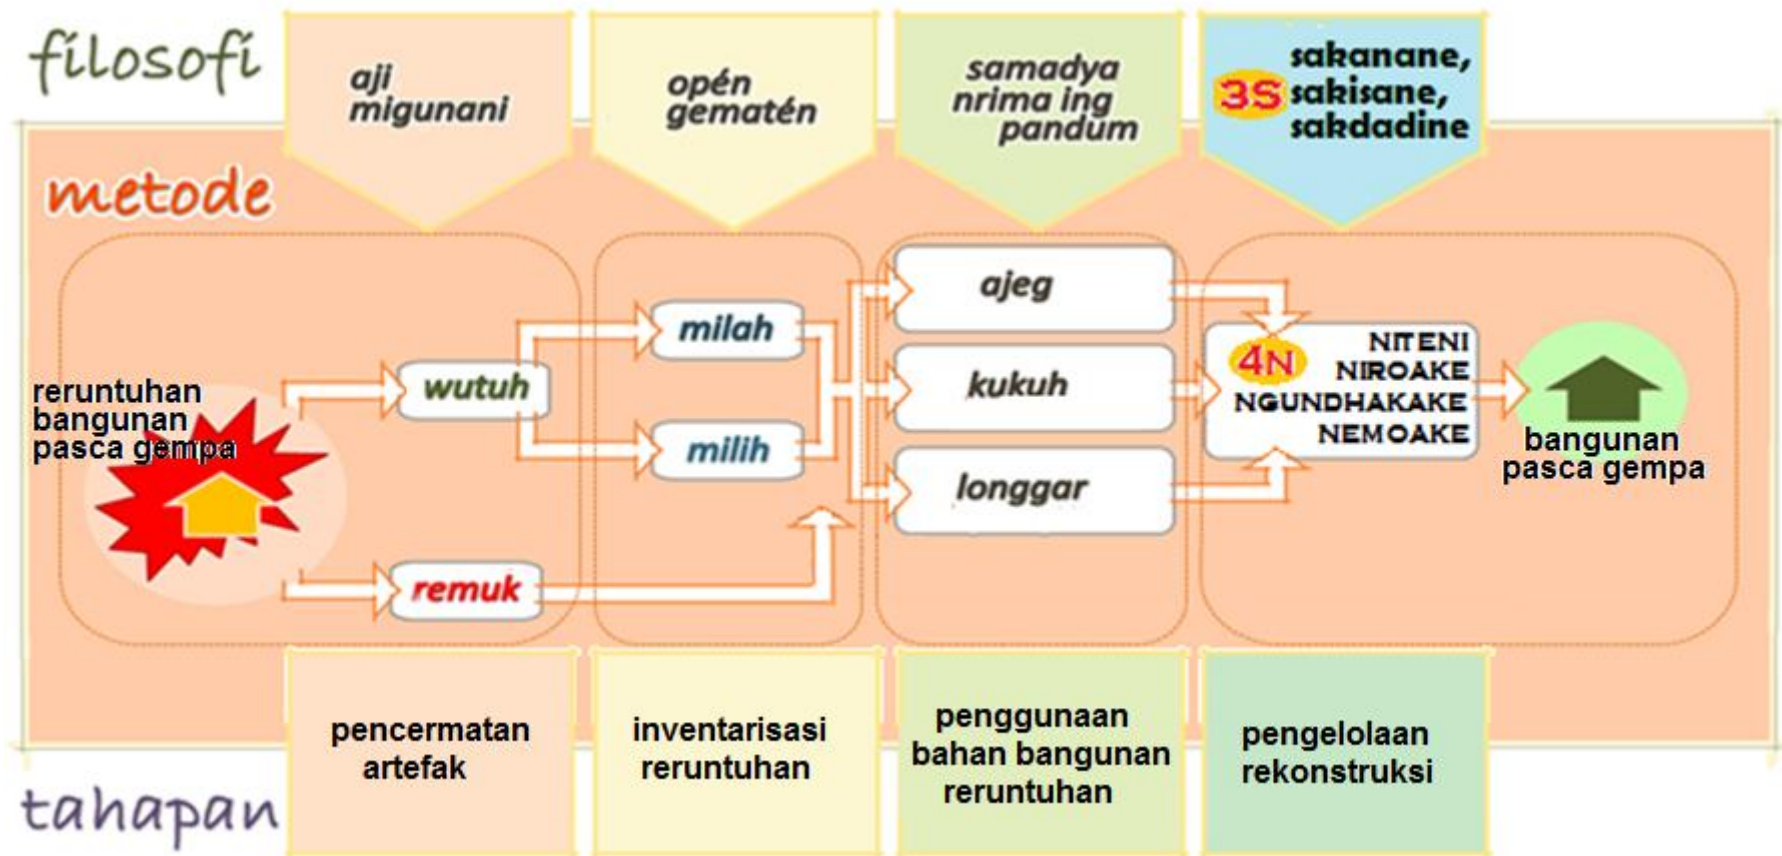 filosofi
aji
migunani
opén
gematén
samadya
nrima ing
pandum
3S
sakanane,
sakisane,
sakdadine
metode
reruntuhan
bangunan
pasca gempa
wutuh
remuk
milah
milih
ajeg
kukuh
longgar
4N
NITENI
NIROAKE
NGUNDHAKAKE
NEMOAKE
bangunan
pasca gempa
tahapan
pencermatan
artefak
inventarisasi
reruntuhan
penggunaan
bahan bangunan
reruntuhan
pengelolaan
rekonstruksi